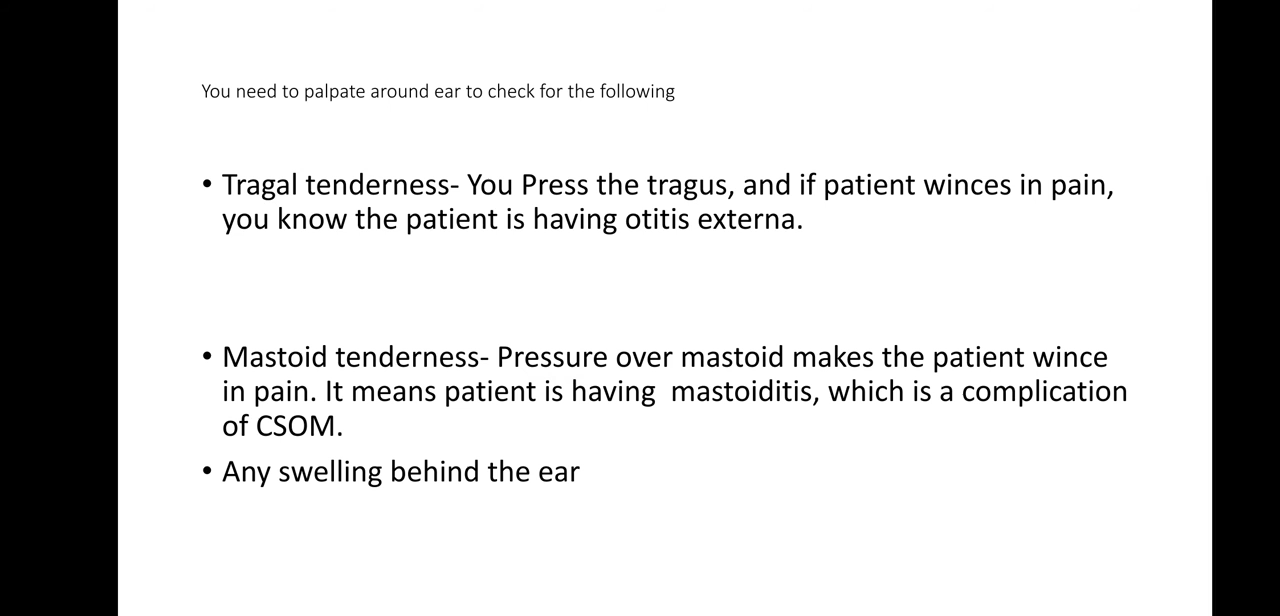 You need to palpate around ear to check for the following
• Tragal tenderness- You Press the tragus, and if patient winces in pain,
you know the patient is having otitis externa.
• Mastoid tenderness- Pressure over mastoid makes the patient wince
in pain. It means patient is having  mastoiditis, which is a complication
of CSOM.
• Any swelling behind the ear